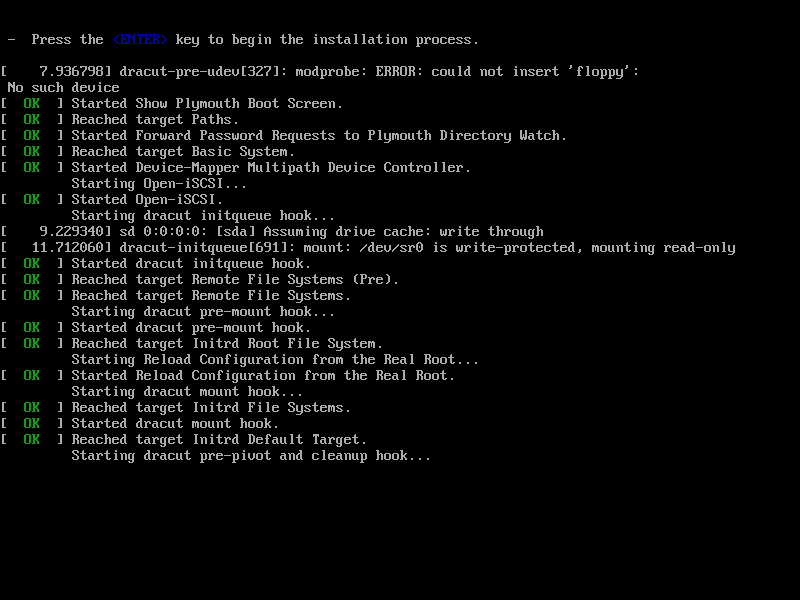 -  Press the <ENTER> key to begin the installation process.
[    7.936798] dracut-pre-udev[327]: modprobe: ERROR: could not insert 'floppy':
 No such device
[  OK  ] Started Show Plymouth Boot Screen.
[  OK  ] Reached target Paths.
[  OK  ] Started Forward Password Requests to Plymouth Directory Watch.
[  OK  ] Reached target Basic System.
[  OK  ] Started Device-Mapper Multipath Device Controller.
         Starting Open-iSCSI...
[  OK  ] Started Open-iSCSI.
         Starting dracut initqueue hook...
[    9.229340] sd 0:0:0:0: [sda] Assuming drive cache: write through
[   11.712060] dracut-initqueue[691]: mount: /dev/sr0 is write-protected, mounting read-only
[  OK  ] Started dracut initqueue hook.
[  OK  ] Reached target Remote File Systems (Pre).
[  OK  ] Reached target Remote File Systems.
         Starting dracut pre-mount hook...
[  OK  ] Started dracut pre-mount hook.
[  OK  ] Reached target Initrd Root File System.
         Starting Reload Configuration from the Real Root...
[  OK  ] Started Reload Configuration from the Real Root.
         Starting dracut mount hook...
[  OK  ] Reached target Initrd File Systems.
[  OK  ] Started dracut mount hook.
[  OK  ] Reached target Initrd Default Target.
         Starting dracut pre-pivot and cleanup hook...